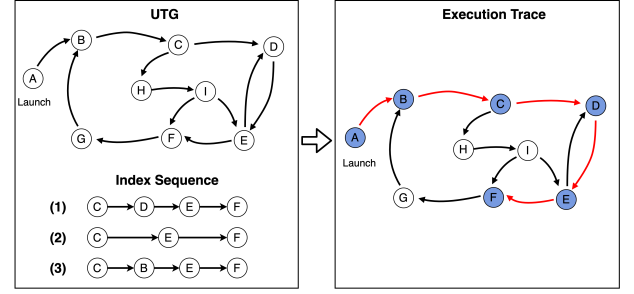 UTG
A
B
C
D
H
I
G
F
E
Launch
Index Sequence
(1) C D E F
(2) C E F
(3) C B E F
Execution Trace
A
B
C
D
H
I
G
F
E
Launch